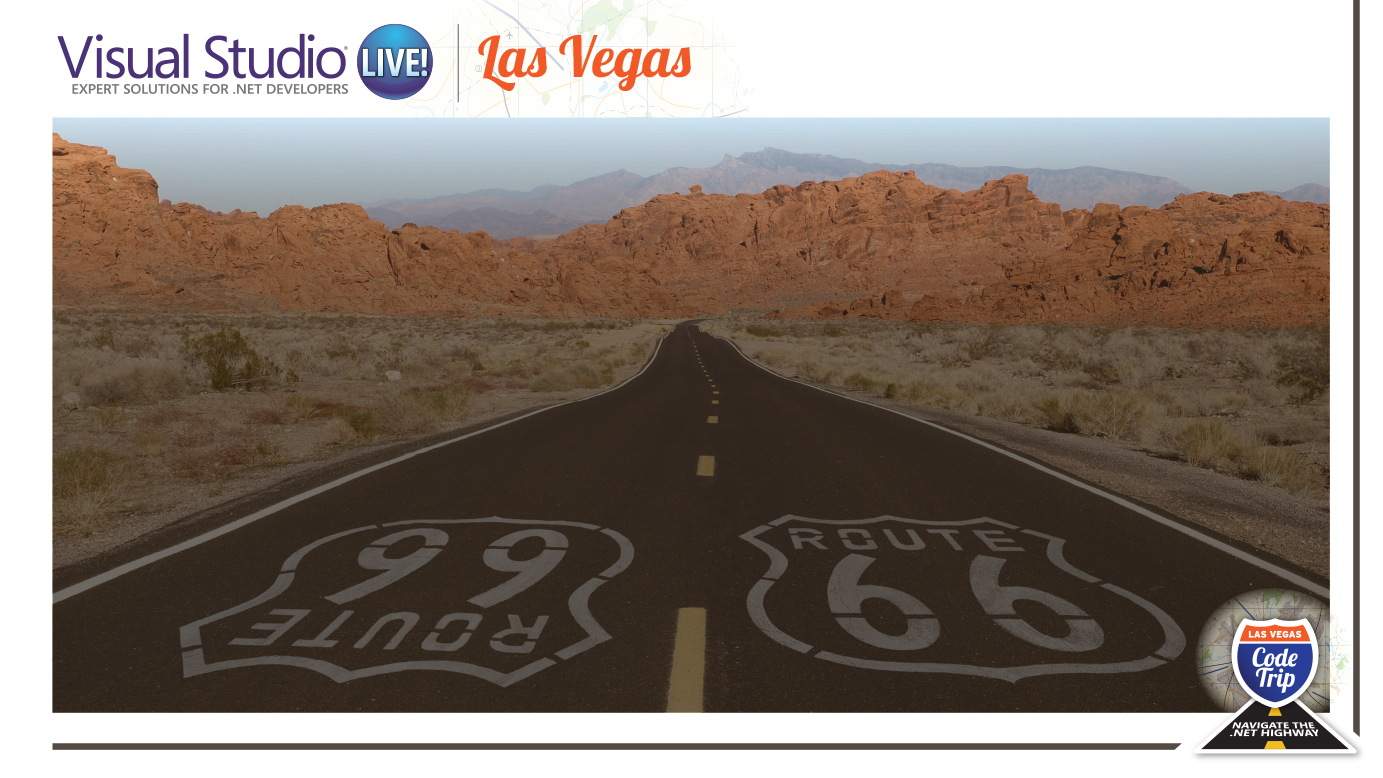 Visual Studio LIVE! Las Vegas
EXPERT SOLUTIONS FOR .NET DEVELOPERS
ROUTE
66
ROUTE
66
LAS VEGAS
Code
Trip
NAVIGATE THE
.NET HIGHWAY